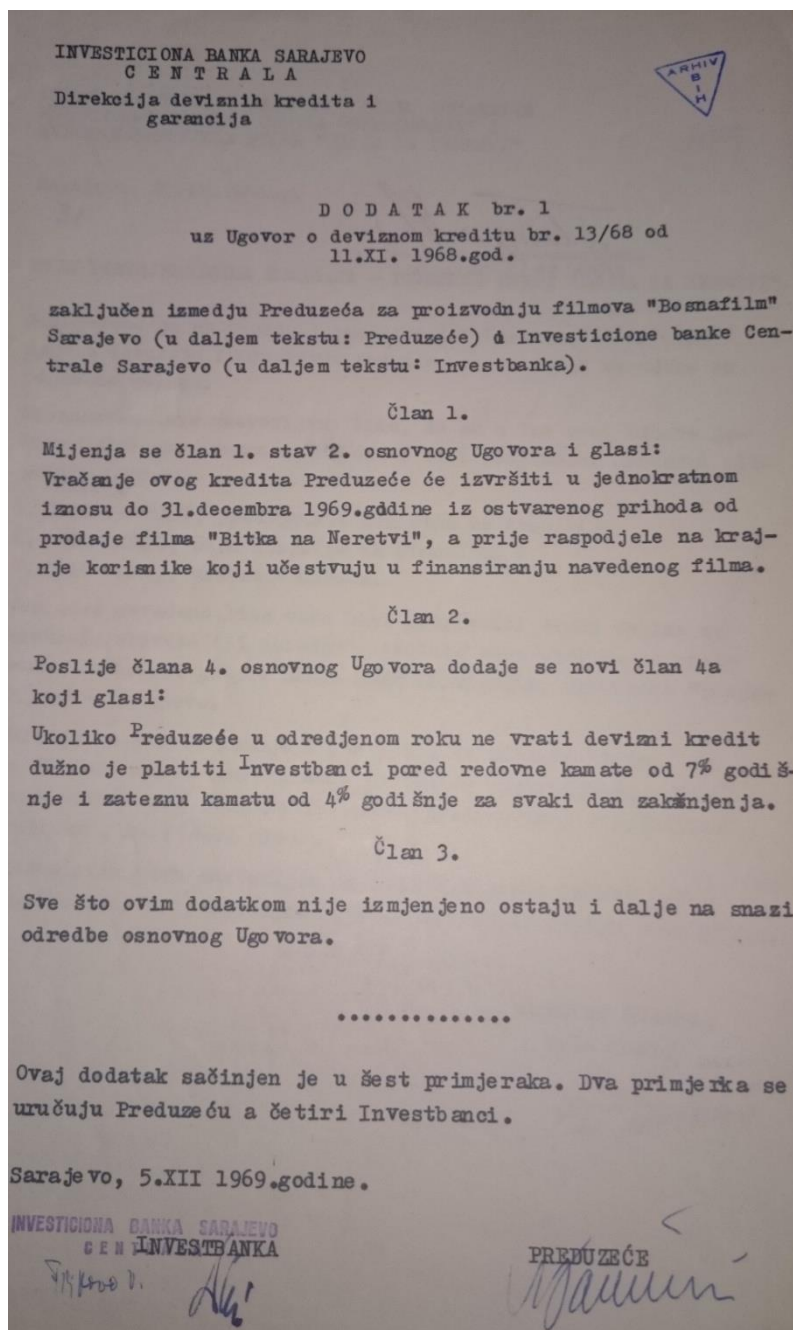 INVESTICIONA BANKA SARAJEVO
C E N T R A L A
Direkcija deviznih kredita i
garancija
ARHIV
B
I
H
D O D A T A K br. 1
uz Ugovor o deviznom kreditu br. 13/68 od
11.XI. 1968.god.
zaključen izmedju Preduzeća za proizvodnju filmova "Bosnafilm"
Sarajevo (u daljem tekstu: Preduzeće) i Investicione banke Cen-
trale Sarajevo (u daljem tekstu: Investbanka).
Član 1.
Mijenja se član 1. stav 2. osnovnog Ugovora i glasi:
Vraćanje ovog kredita Preduzeće će izvršiti u jednokratnom
iznosu do 31.decembra 1969.gddine iz ostvarenog prihoda od
prodaje filma "Bitka na Neretvi", a prije raspodjele na kraj-
nje korisnike koji učestvuju u finansiranju navedenog filma.
Član 2.
Poslije člana 4. osnovnog Ugovora dodaje se novi član 4a
koji glasi:
Ukoliko Preduzeće u odredjenom roku ne vrati devizni kredit
dužno je platiti Investbanci pored redovne kamate od 7% godiš-
nje i zateznu kamatu od 4% godišnje za svaki dan zakašnjenja.
Član 3.
Sve što ovim dodatkom nije izmjenjeno ostaju i dalje na snazi
odredbe osnovnog Ugovora.
..............
Ovaj dodatak sačinjen je u šest primjeraka. Dva primjerka se
uručuju Preduzeću a četiri Investbanci.
Sarajevo, 5.XII 1969.godine.
INVESTICIONA BANKA SARAJEVO
CEN
INVESTBANKA
PREDUZEĆE